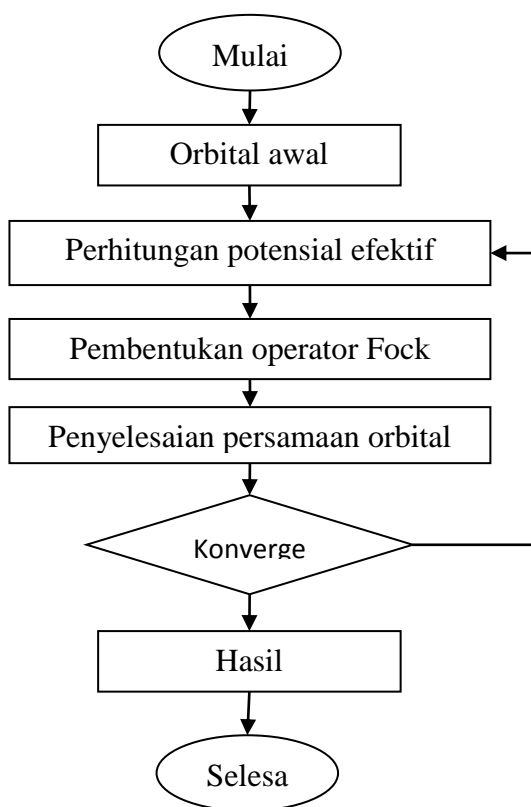 Mulai
Orbital awal
Perhitungan potensial efektif
Pembentukan operator Fock
Penyelesaian persamaan orbital
Konverge
Hasil
Selesa